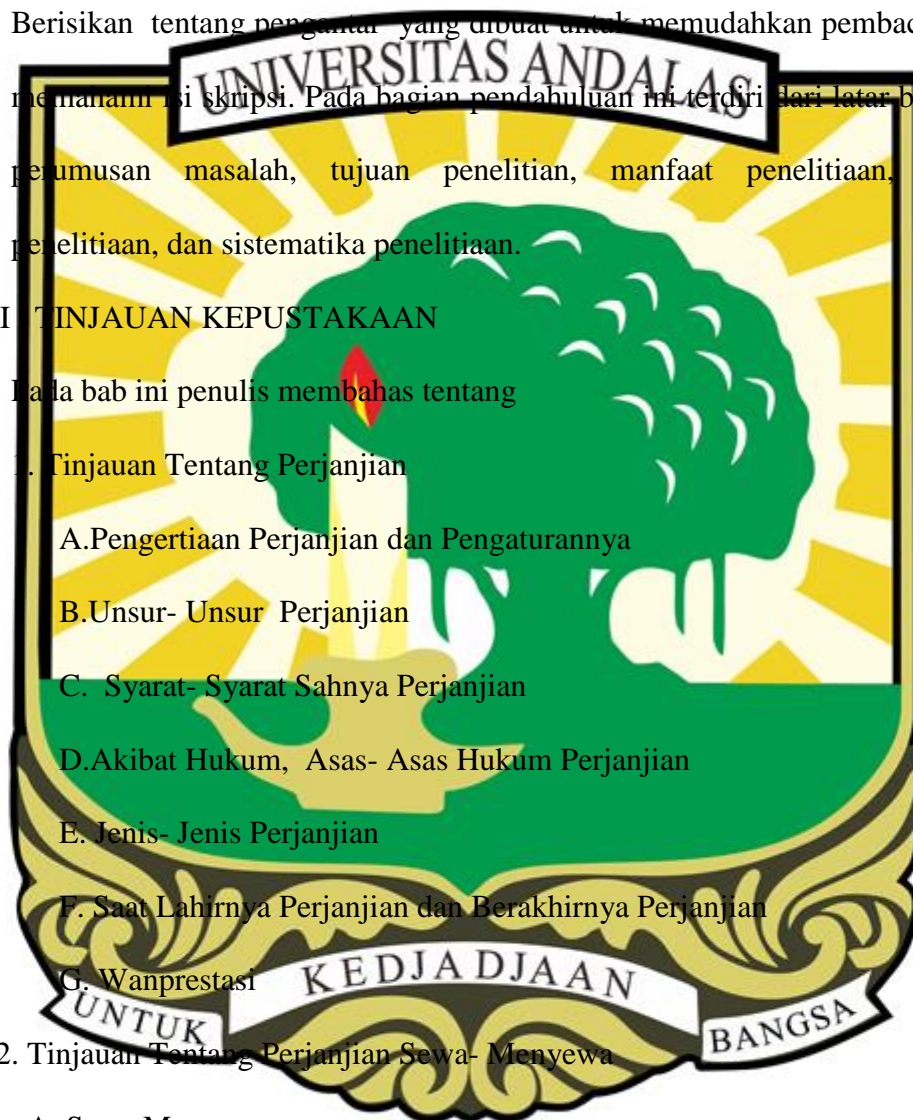 Berisikan tentang pengantar yang dibuat untuk memudahkan
UNIVERSITAS ANDALAS
memahami isi skripsi. Pada bagian pendahuluan ini terdiri dari latar
perumusan masalah, tujuan penelitian, manfaat penelitiaan,
penelitiaan, dan sistematika penelitiaan.
I TINJAUAN KEPUSTAKAAN
Pada bab ini penulis membahas tentang
1. Tinjauan Tentang Perjanjian
A.Pengertiaan Perjanjian dan Pengaturannya
B.Unsur- Unsur Perjanjian
C. Syarat- Syarat Sahnya Perjanjian
D.Akibat Hukum, Asas- Asas Hukum Perjanjian
E. Jenis- Jenis Perjanjian
F. Saat Lahirnya Perjanjian dan Berakhirnya Perjanjian
G. Wanprestasi
UNTUK KEDJADJAAN BANGSA
2. Tinjauan Tentang Perjanjian Sewa- Menyewa